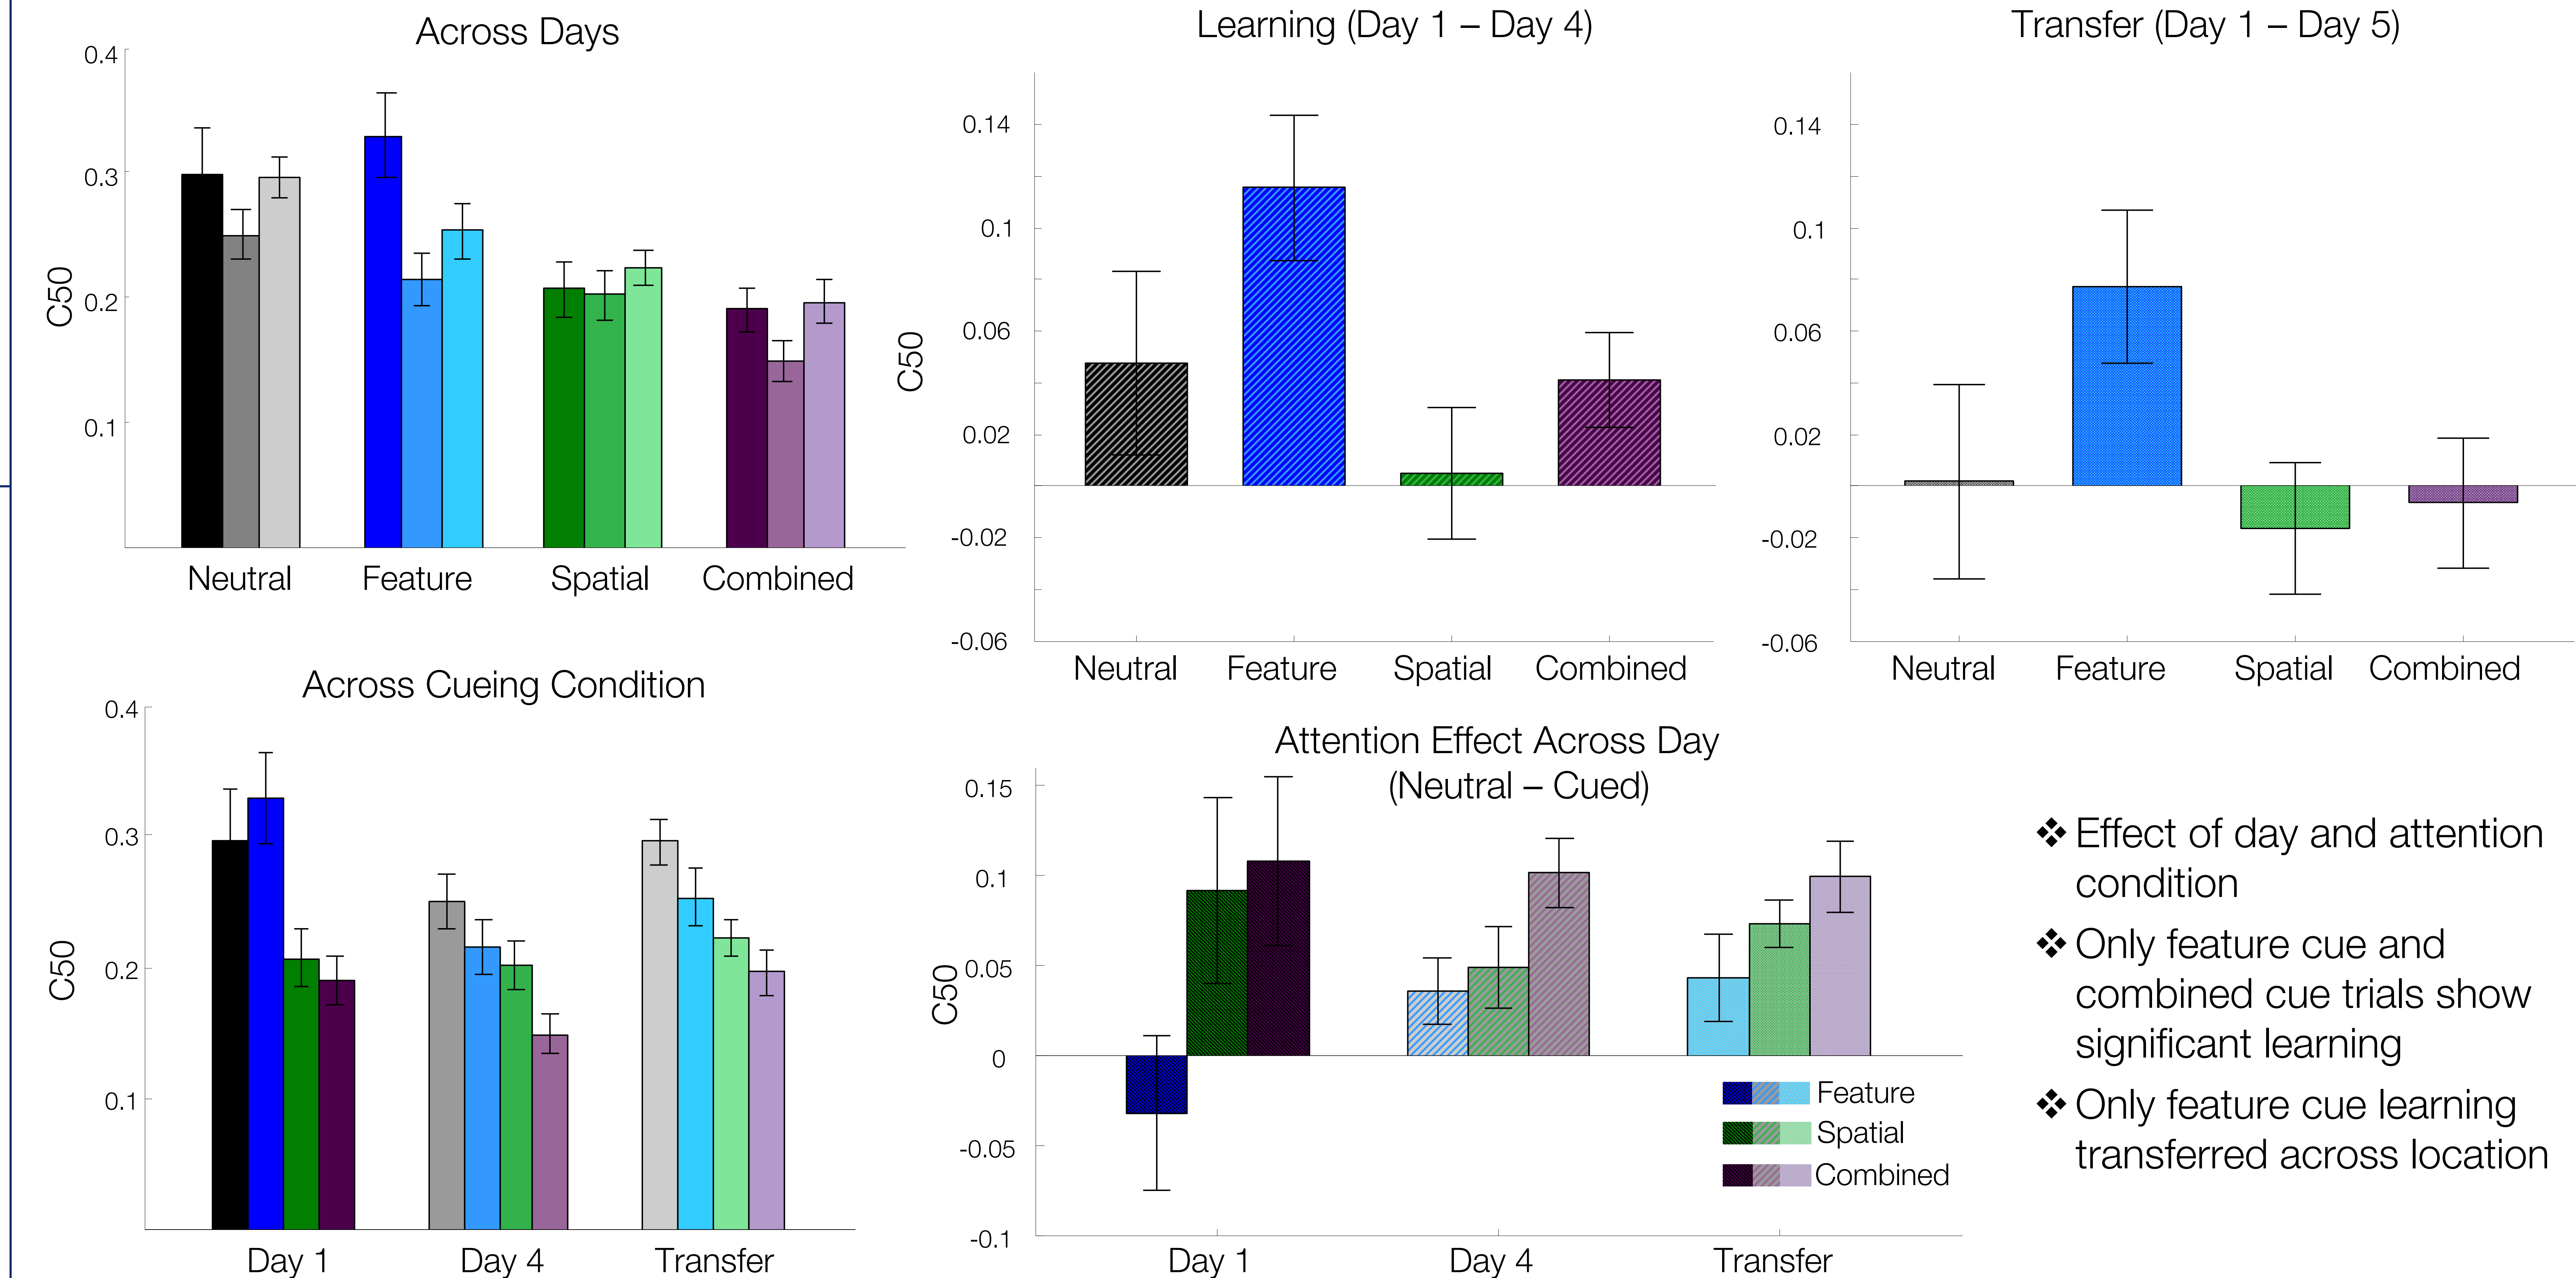 Across Days
0.4
0.3
0.2
0.1
C50
Neutral
Feature
Spatial
Combined
Learning (Day 1 – Day 4)
0.14
0.1
0.06
0.02
-0.02
-0.06
C50
Neutral
Feature
Spatial
Combined
Transfer (Day 1 – Day 5)
0.14
0.1
0.06
0.02
-0.02
-0.06
Neutral
Feature
Spatial
Combined
Across Cueing Condition
0.4
0.3
0.2
0.1
C50
Day 1
Day 4
Transfer
Attention Effect Across Day
(Neutral – Cued)
0.15
0.1
0.05
0
-0.05
-0.1
C50
Feature
Spatial
Combined
Day 1
Day 4
Transfer
❖ Effect of day and attention
condition
❖ Only feature cue and
combined cue trials show
significant learning
❖ Only feature cue learning
transferred across location